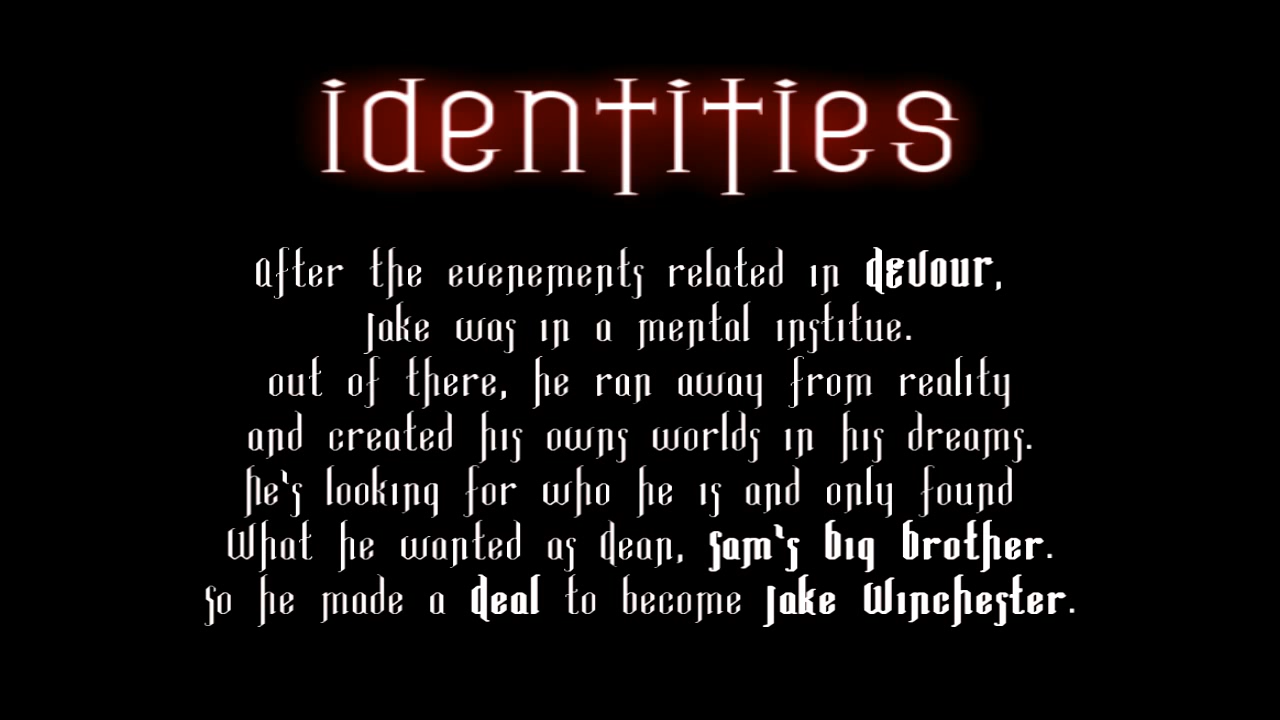 identities
After the evenements related in DEVOUR,
Jake was in a mental institue.
out of there, he ran away from reality
and created his owns worlds in his dreams.
he's looking for who he is and only found
What he wanted as dean, sam's big brother.
So he made a deal to become Jake Winchester.